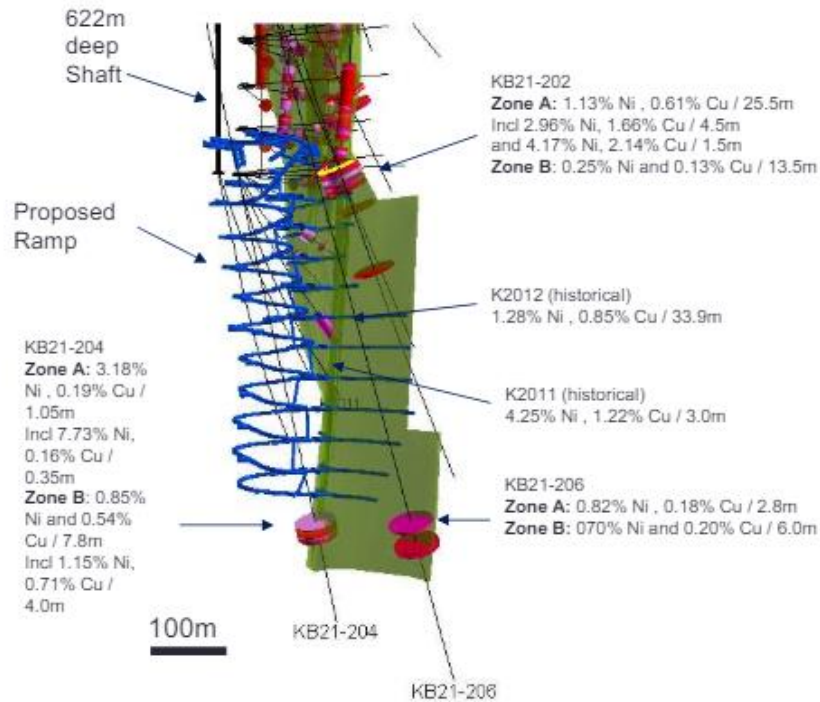 622m
deep
Shaft
Proposed
Ramp
KB21-204
Zone A: 3.18%
Ni , 0.19% Cu /
1.05m
Incl 7.73% Ni,
0.16% Cu /
0.35m
Zone B: 0.85%
Ni and 0.54%
Cu / 7.8m
Incl 1.15% Ni,
0.71% Cu /
4.0m
100m
KB21-202
Zone A: 1.13% Ni , 0.61% Cu / 25.5m
Incl 2.96% Ni, 1.66% Cu / 4.5m
and 4.17% Ni, 2.14% Cu / 1.5m
Zone B: 0.25% Ni and 0.13% Cu / 13.5m
K2012 (historical)
1.28% Ni , 0.85% Cu / 33.9m
K2011 (historical)
4.25% Ni , 1.22% Cu / 3.0m
KB21-206
Zone A: 0.82% Ni , 0.18% Cu / 2.8m
Zone B: 070% Ni and 0.20% Cu / 6.0m
KB21-204
KB21-206